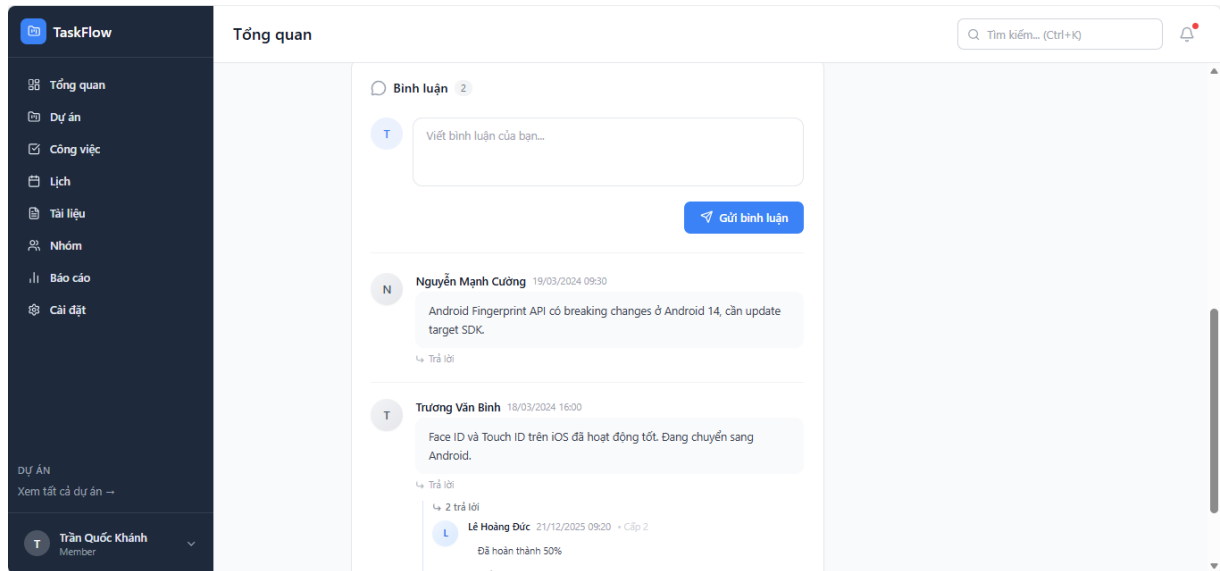 TaskFlow
Tổng quan
Tìm kiếm... (Ctrl+K)
Tổng quan
Dự án
Công việc
Lịch
Tài liệu
Nhóm
Báo cáo
Cài đặt
DỰ ÁN
Xem tất cả dự án →
T
Trần Quốc Khánh
Member
Bình luận 2
T
Viết bình luận của bạn...
Gửi bình luận
N
Nguyễn Mạnh Cường 19/03/2024 09:30
Android Fingerprint API có breaking changes ở Android 14, cần update
target SDK.
Trả lời
T
Trương Văn Bình 18/03/2024 16:00
Face ID và Touch ID trên iOS đã hoạt động tốt. Đang chuyển sang
Android.
Trả lời
2 trả lời
L
Lê Hoàng Đức 21/12/2025 09:20 • Cấp 2
Đã hoàn thành 50%